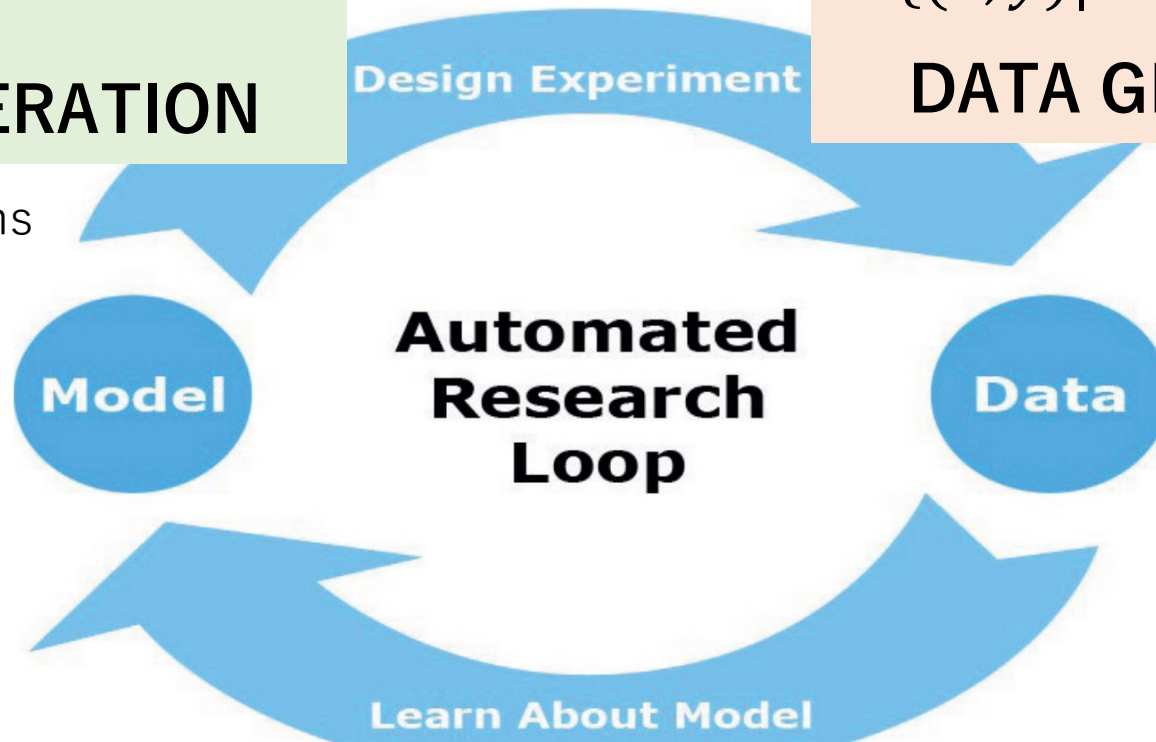 Design Experiment
ERATION
DATA G
ns
Automated
Research
Loop
Model
Data
Learn About Model